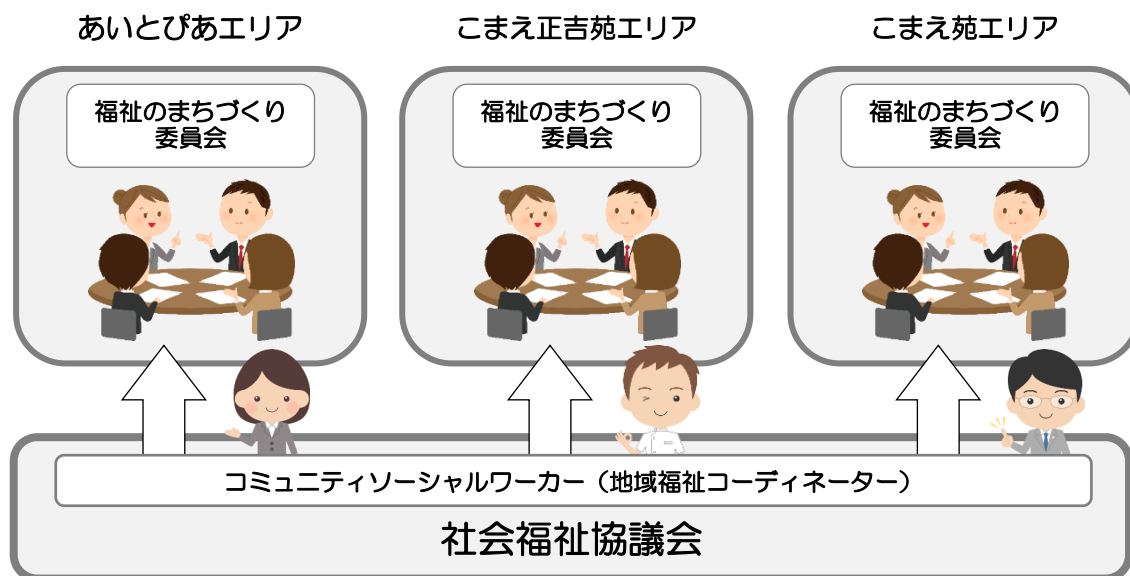 あいとぴあエリア
こまえ正吉苑エリア
こまえ苑エリア
福祉のまちづくり
委員会
福祉のまちづくり
委員会
福祉のまちづくり
委員会
コミュニティソーシャルワーカー（地域福祉コーディネーター）
社会福祉協議会